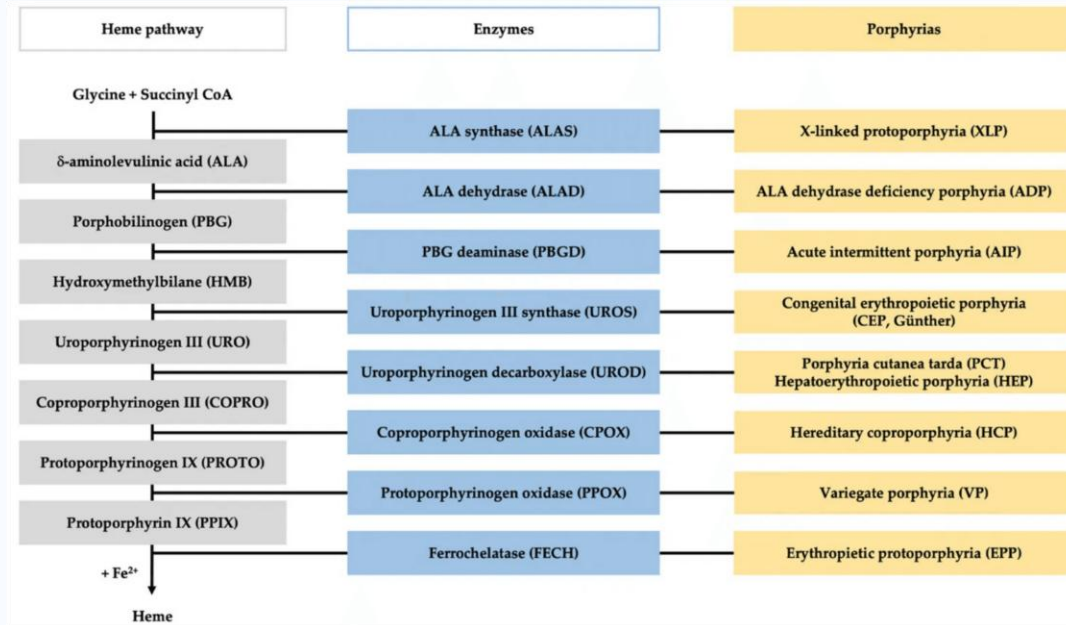 Heme pathway
Enzymes
Porphyrias
Glycine + Succinyl CoA
ALA synthase (ALAS)
X-linked protoporphyria (XLP)
δ-aminolevulinic acid (ALA)
ALA dehydrase (ALAD)
ALA dehydrase deficiency porphyria (ADP)
Porphobilinogen (PBG)
PBG deaminase (PBGD)
Acute intermittent porphyria (AIP)
Hydroxymethylbilane (HMB)
Uroporphyrinogen III synthase (UROS)
Congenital erythropoietic porphyria
(CEP, Günther)
Uroporphyrinogen III (URO)
Uroporphyrinogen decarboxylase (UROD)
Porphyria cutanea tarda (PCT)
Hepatoerythropoietic porphyria (HEP)
Coproporphyrinogen III (COPRO)
Coproporphyrinogen oxidase (CPOX)
Hereditary coproporphyria (HCP)
Protoporphyrinogen IX (PROTO)
Protoporphyrinogen oxidase (PPOX)
Variegate porphyria (VP)
Protoporphyrin IX (PPIX)
Ferrochelatase (FECH)
Erythropietic protoporphyria (EPP)
+ Fe²⁺
Heme